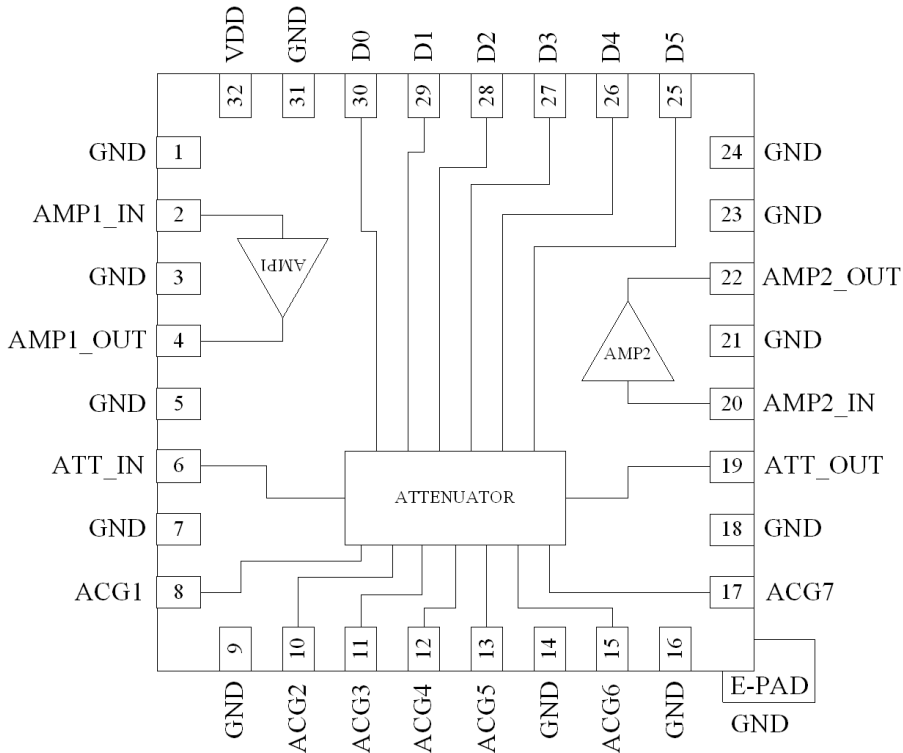 VDD
GND
D0
D1
D2
D3
D4
D5
32
31
30
29
28
27
26
25
GND 1
24 GND
AMP1_IN 2
23 GND
AMP1
GND 3
22 AMP2_OUT
AMP1_OUT 4
21 GND
AMP2
GND 5
20 AMP2_IN
ATT_IN 6
19 ATT_OUT
ATTENUATOR
GND 7
18 GND
ACG1 8
17 ACG7
9
10
11
12
13
14
15
16
GND
ACG2
ACG3
ACG4
ACG5
GND
ACG6
GND
E-PAD
GND